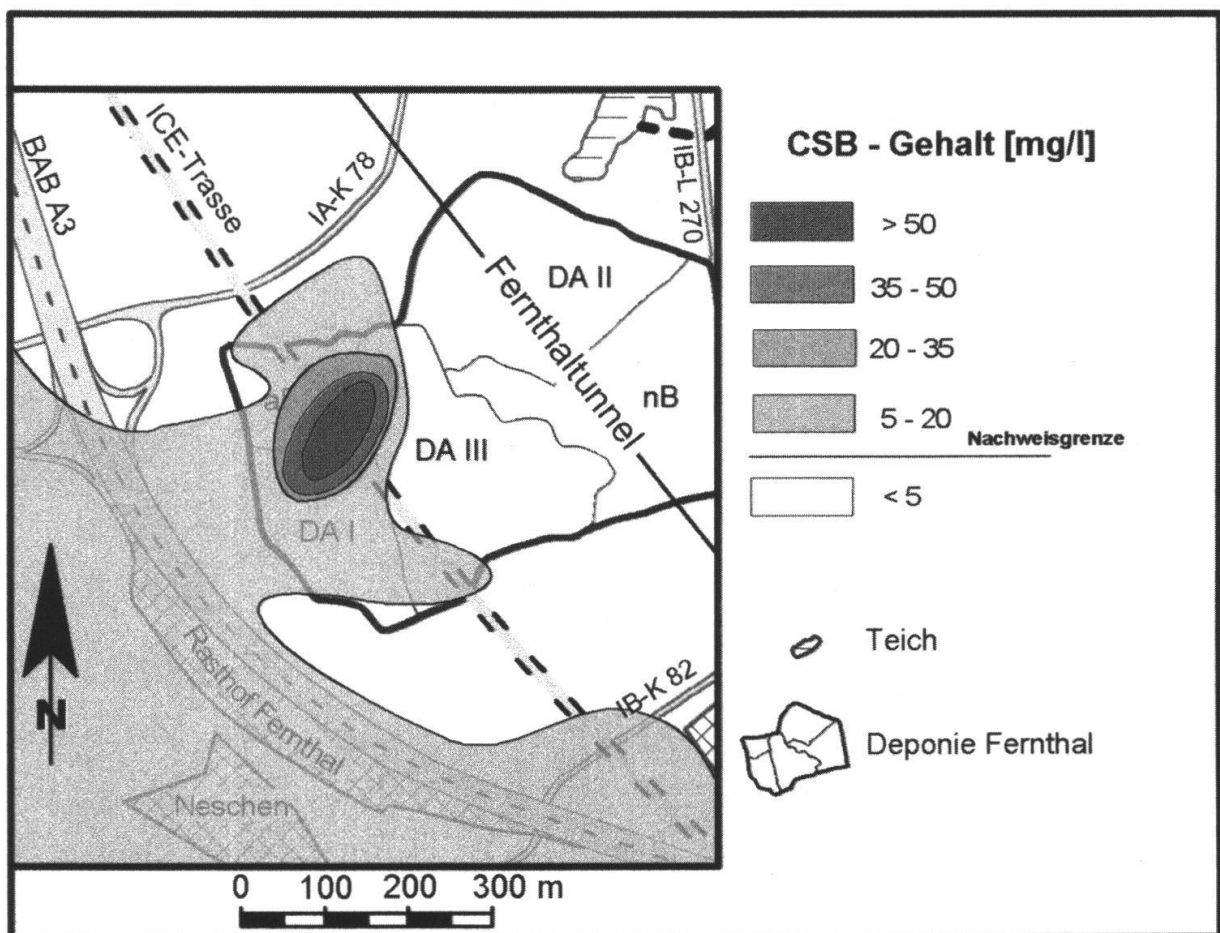 BAB A3
ICE-Trasse
IA-K 78
IB-L 270
DA II
Fernthaltunnel
nB
DA III
DA I
Rasthof Fernthal
IB-K 82
Neschen
N
0 100 200 300 m
CSB - Gehalt [mg/l]
> 50
35 - 50
20 - 35
5 - 20
Nachweisgrenze
< 5
Teich
Deponie Fernthal